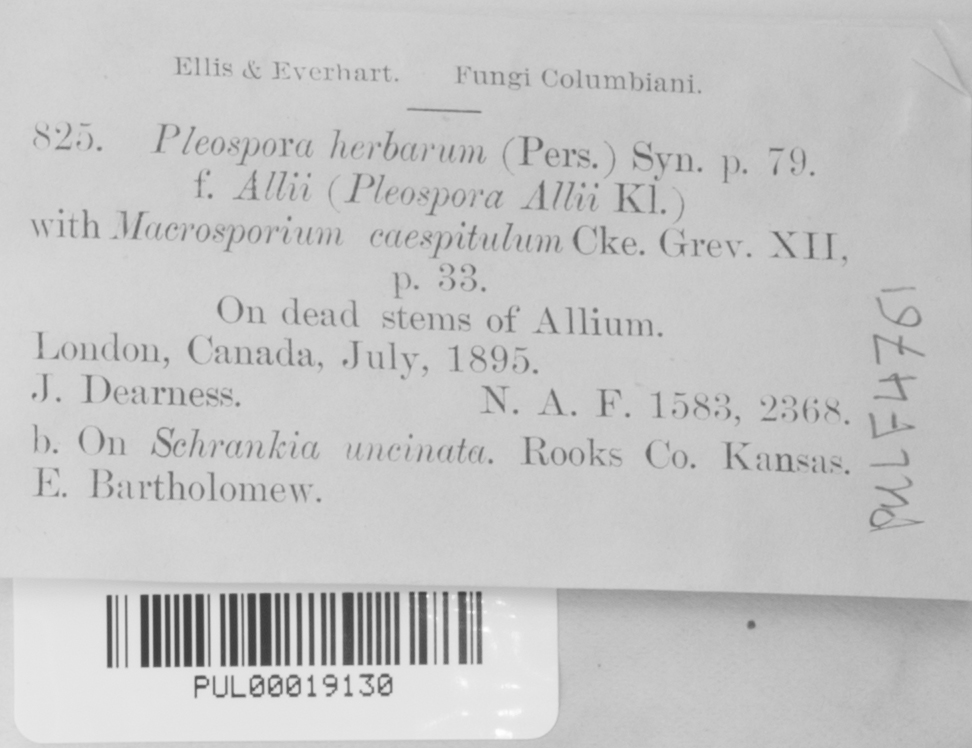 Ellis & Everhart. Fungi Columbiani.
825. Pleospora herbarum (Pers.) Syn. p. 79.
f. Allii (Pleospora Allii Kl.)
with Macrosporium caespitulum Cke. Grev. XII,
p. 33.
On dead stems of Allium.
London, Canada, July, 1895.
J. Dearness. N. A. F. 1583, 2368.
b. On Schrankia uncinata. Rooks Co. Kansas.
E. Bartholomew.
PUL F4761
PUL00019130